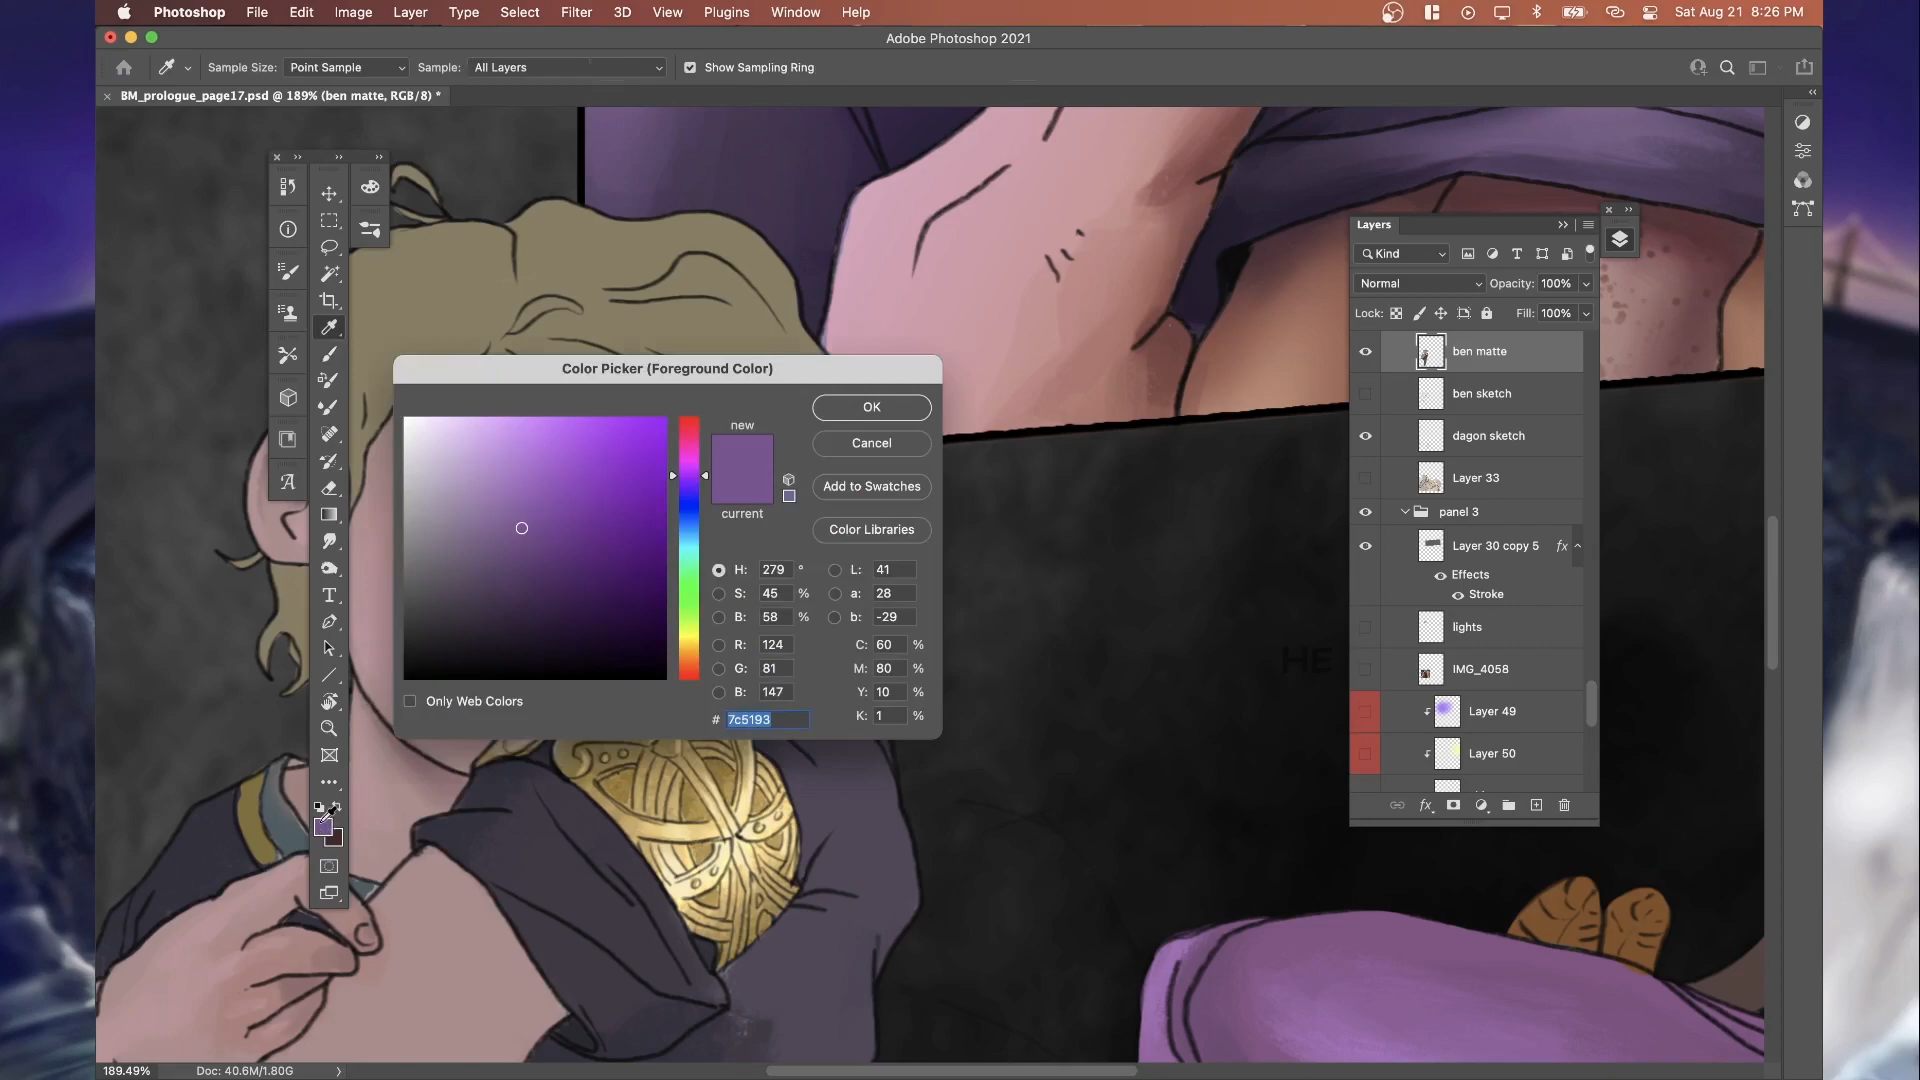 Photoshop File Edit Image Layer Type Select Filter 3D View Plugins Window Help Sat Aug 21 8:26 PM
Adobe Photoshop 2021
Sample Size: Point Sample Sample: All Layers Show Sampling Ring
BM_prologue_page17.psd @ 189% (ben matte, RGB/8) *
Color Picker (Foreground Color)
new
current
OK
Cancel
Add to Swatches
Color Libraries
H: 279 ° L: 41
S: 45 % a: 28
B: 58 % b: -29
R: 124 C: 60 %
G: 81 M: 80 %
B: 147 Y: 10 %
# 7c5193 K: 1 %
Only Web Colors
Layers
Kind
Normal Opacity: 100%
Lock: Fill: 100%
ben matte
ben sketch
dagon sketch
Layer 33
panel 3
Layer 30 copy 5 fx
Effects
Stroke
lights
IMG_4058
Layer 49
Layer 50
fx
HE
189.49% Doc: 40.6M/1.80G